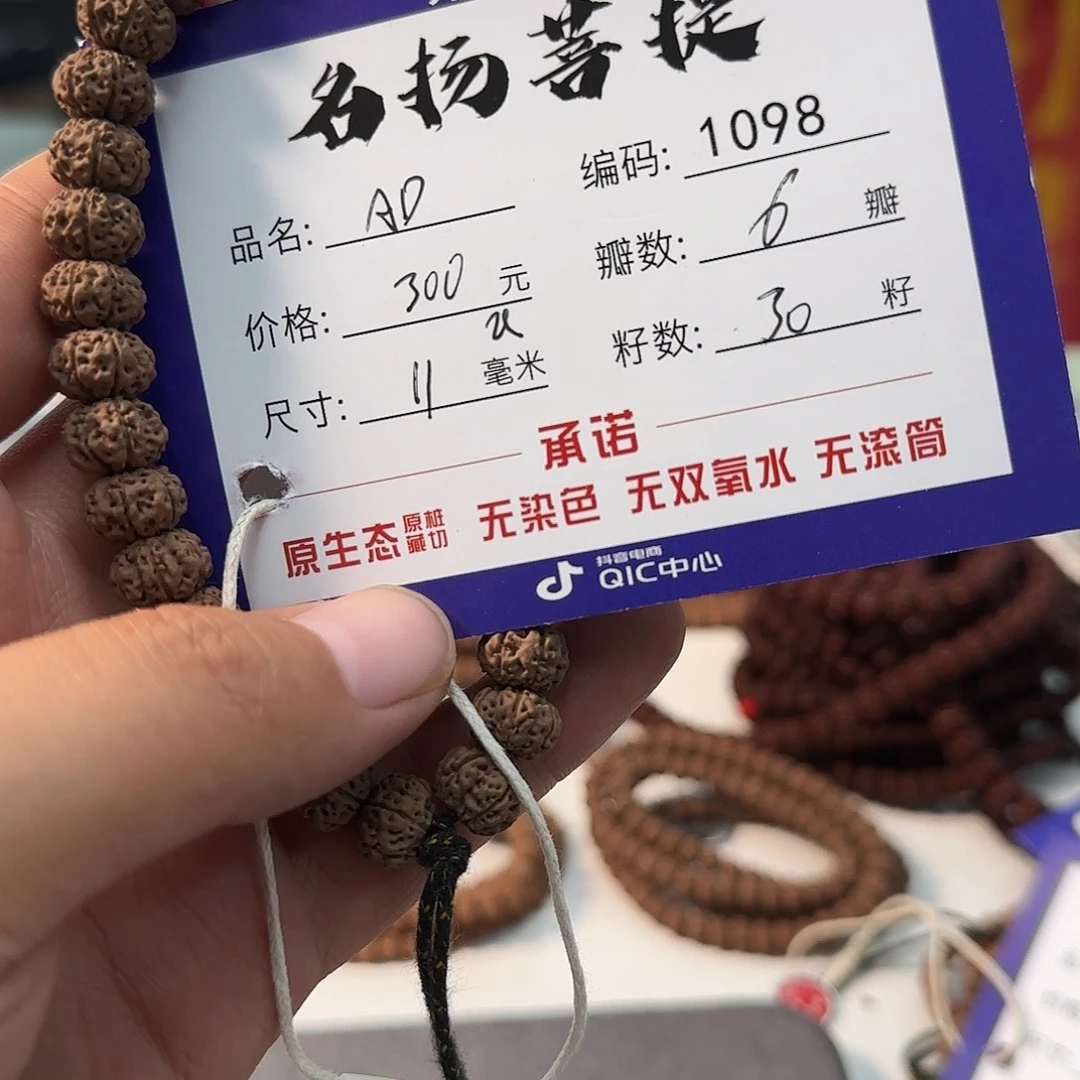 名扬菩提
编码: 1098
品名: AD
瓣数: 6 瓣
价格: 300 元
籽数: 30 籽
尺寸: 11 毫米
承诺
原生态 原桩藏切 无染色 无双氧水 无滚筒
抖音电商
QIC中心